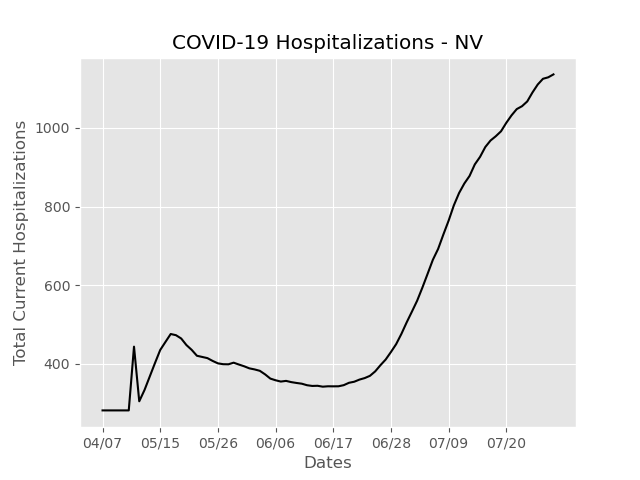 COVID-19 Hospitalizations - NV
Total Current Hospitalizations
1000
800
600
400
04/07 05/15 05/26 06/06 06/17 06/28 07/09 07/20
Dates